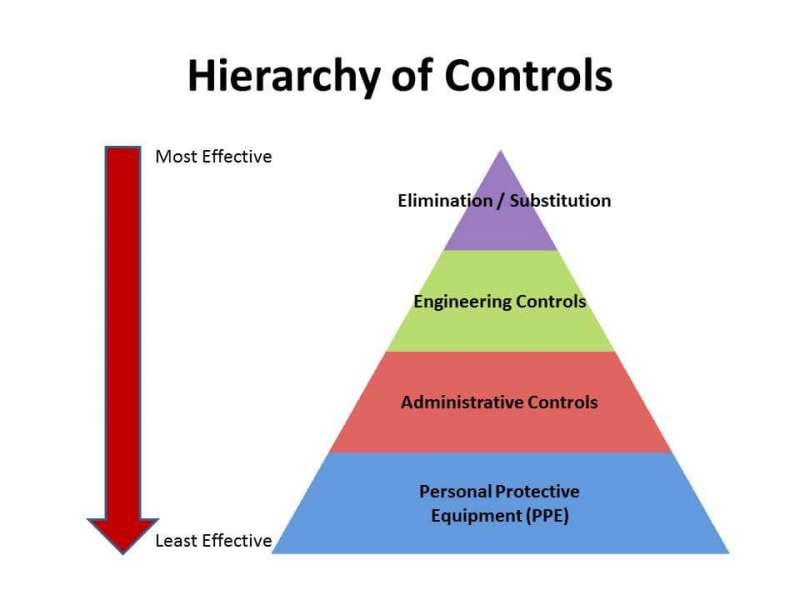 Hierarchy of Controls
Most Effective
Elimination / Substitution
Engineering Controls
Administrative Controls
Personal Protective
Equipment (PPE)
Least Effective